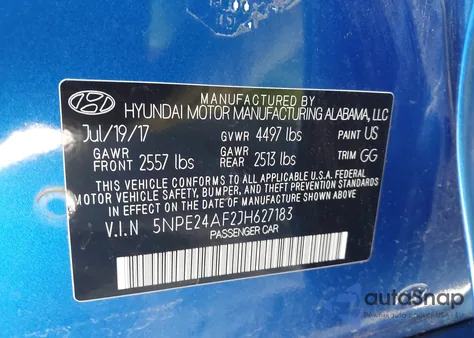 MANUFACTURED BY
HYUNDAI MOTOR MANUFACTURING ALABAMA, LLC
Jul/19/17 GVWR 4497 lbs PAINT US
GAWR FRONT 2557 lbs GAWR REAR 2513 lbs TRIM GG
THIS VEHICLE CONFORMS TO ALL APPLICABLE U.S.A. FEDERAL
MOTOR VEHICLE SAFETY, BUMPER, AND THEFT PREVENTION STANDARDS
IN EFFECT ON THE DATE OF MANUFACTURE SHOWN ABOVE.
V.I.N 5NPE24AF2JH627183
PASSENGER CAR
autoSnap